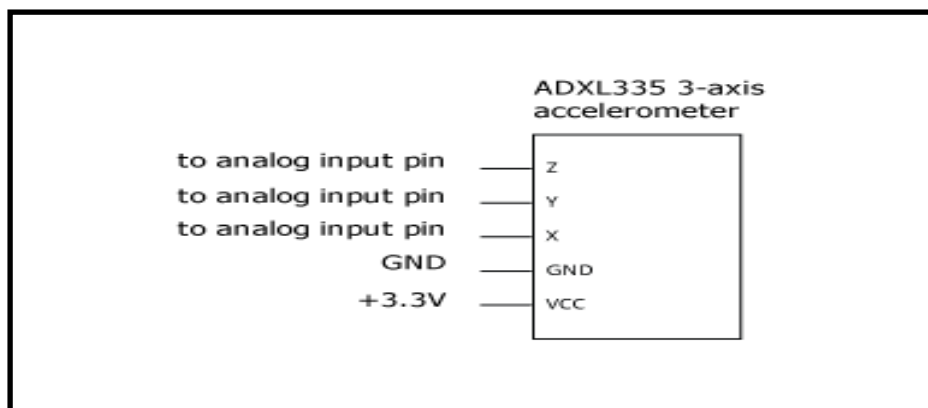 ADXL335 3-axis
accelerometer
to analog input pin
Z
to analog input pin
Y
to analog input pin
X
GND
GND
+3.3V
VCC